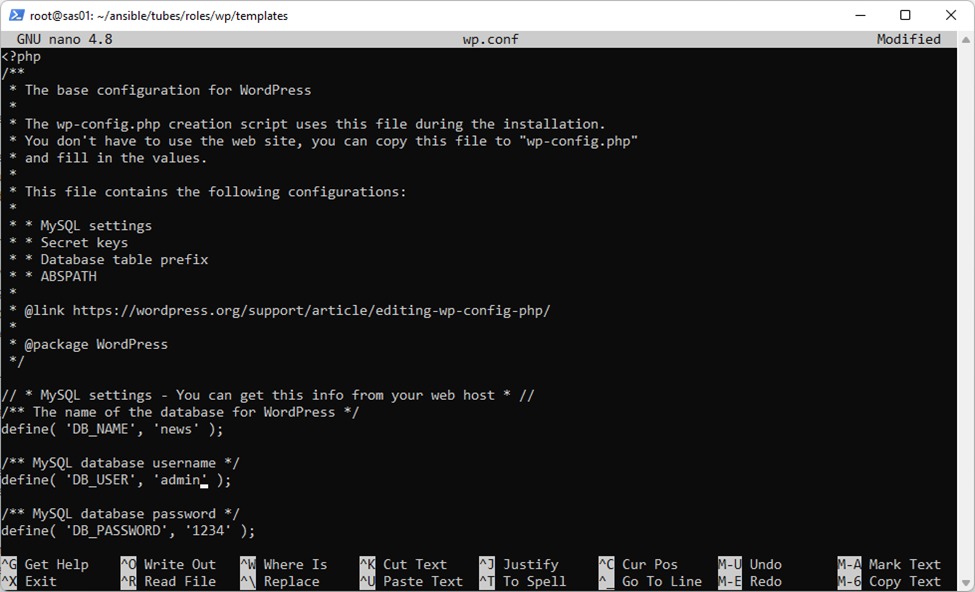 root@sas01: ~/ansible/tubes/roles/wp/templates
GNU nano 4.8 wp.conf Modified
<?php
/**
 * The base configuration for WordPress
 *
 * The wp-config.php creation script uses this file during the installation.
 * You don't have to use the web site, you can copy this file to "wp-config.php"
 * and fill in the values.
 *
 * This file contains the following configurations:
 *
 * * MySQL settings
 * * Secret keys
 * * Database table prefix
 * * ABSPATH
 *
 * @link https://wordpress.org/support/article/editing-wp-config-php/
 *
 * @package WordPress
 */
// * MySQL settings - You can get this info from your web host * //
/** The name of the database for WordPress */
define( 'DB_NAME', 'news' );
/** MySQL database username */
define( 'DB_USER', 'admin' );
/** MySQL database password */
define( 'DB_PASSWORD', '1234' );
^G Get Help ^O Write Out ^W Where Is ^K Cut Text ^J Justify ^C Cur Pos M-U Undo M-A Mark Text
^X Exit ^R Read File ^\ Replace ^U Paste Text ^T To Spell ^_ Go To Line M-E Redo M-6 Copy Text